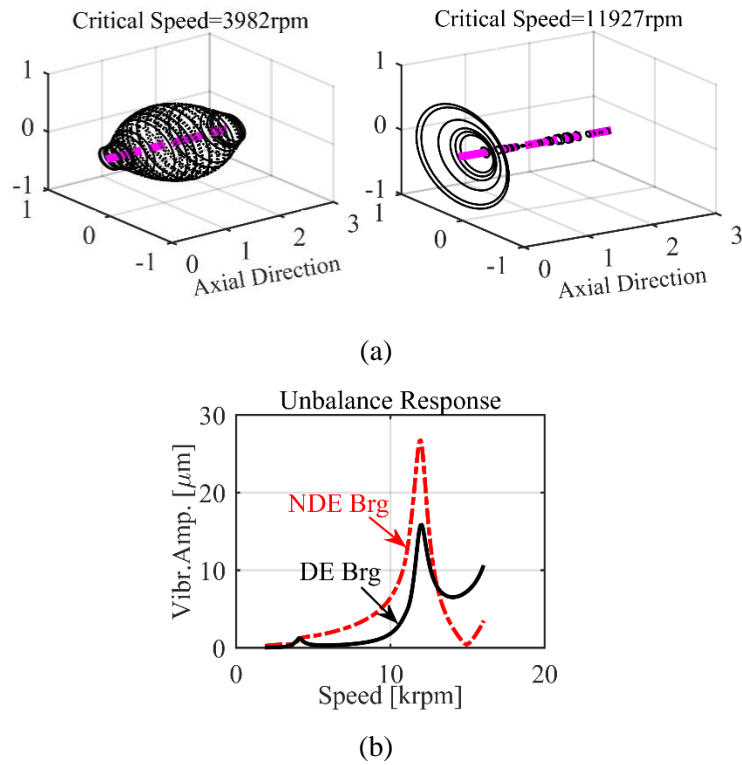 Critical Speed=3982rpm
Critical Speed=11927rpm
1
0
-1
1
0
-1
0
1
2
3
Axial Direction
1
0
-1
1
0
-1
0
1
2
3
Axial Direction
(a)
Unbalance Response
30
20
10
0
Vibr.Amp. [μm]
NDE Brg
DE Brg
0
10
20
Speed [krpm]
(b)